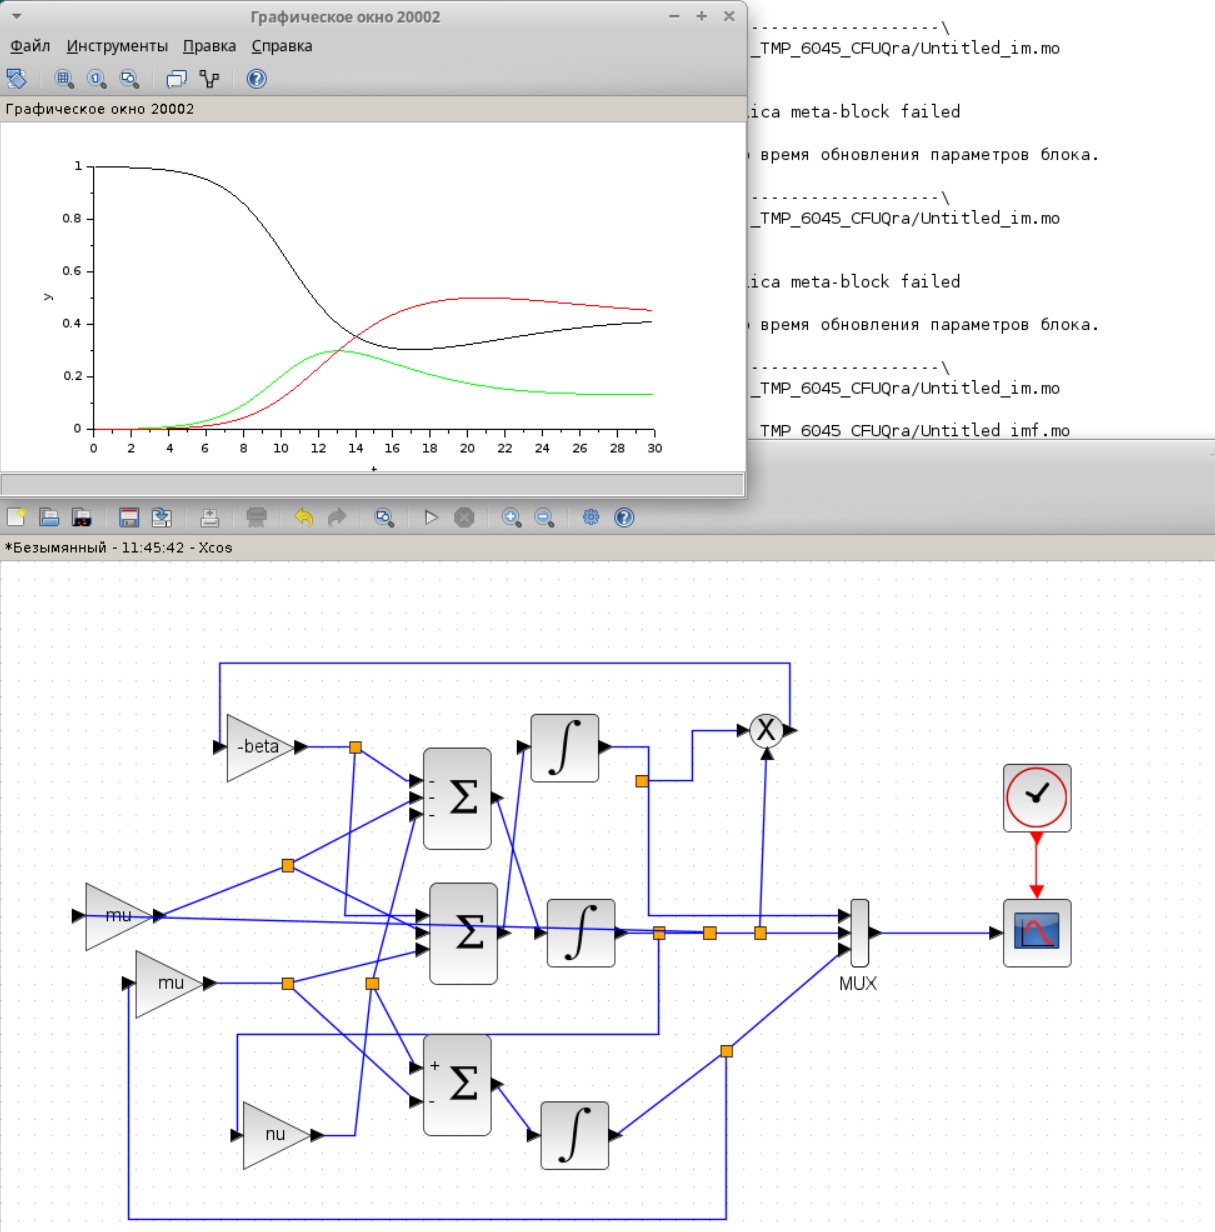 Графическое окно 20002
Файл Инструменты Правка Справка
Графическое окно 20002
1
0.8
0.6
0.4
0.2
0
y
0 2 4 6 8 10 12 14 16 18 20 22 24 26 28 30
t
-------------------\
_TMP_6045_CFUQra/Untitled_im.mo
ica meta-block failed
время обновления параметров блока.
-------------------\
_TMP_6045_CFUQra/Untitled_im.mo
ica meta-block failed
время обновления параметров блока.
-------------------\
_TMP_6045_CFUQra/Untitled_im.mo
_TMP_6045_CFUQra/Untitled_imf.mo
*Безымянный - 11:45:42 - Xcos
-beta
∫
X
-
-
-
Σ
mu
Σ
∫
mu
MUX
+
-
Σ
nu
∫